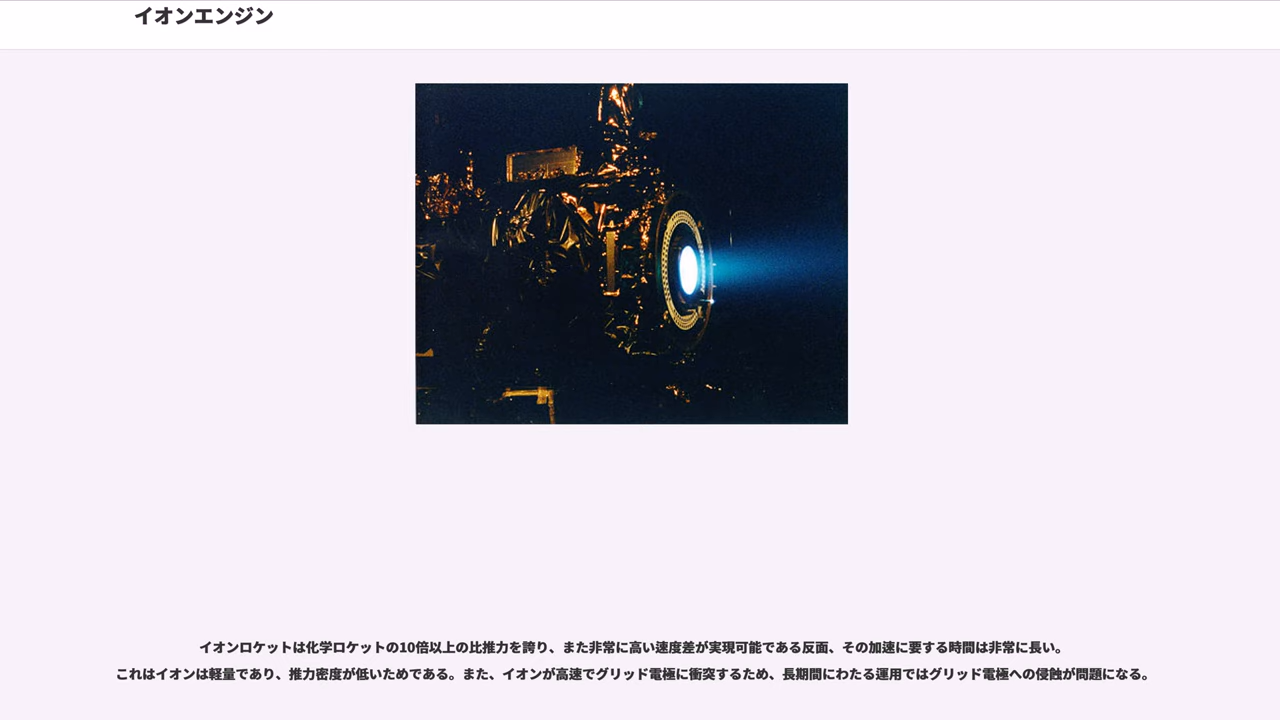 イオンエンジン
イオンロケットは化学ロケットの10倍以上の比推力を誇り、また非常に高い速度差が実現可能である反面、その加速に要する時間は非常に長い。
これはイオンは軽量であり、推力密度が低いためである。また、イオンが高速でグリッド電極に衝突するため、長期間にわたる運用ではグリッド電極への侵蝕が問題になる。